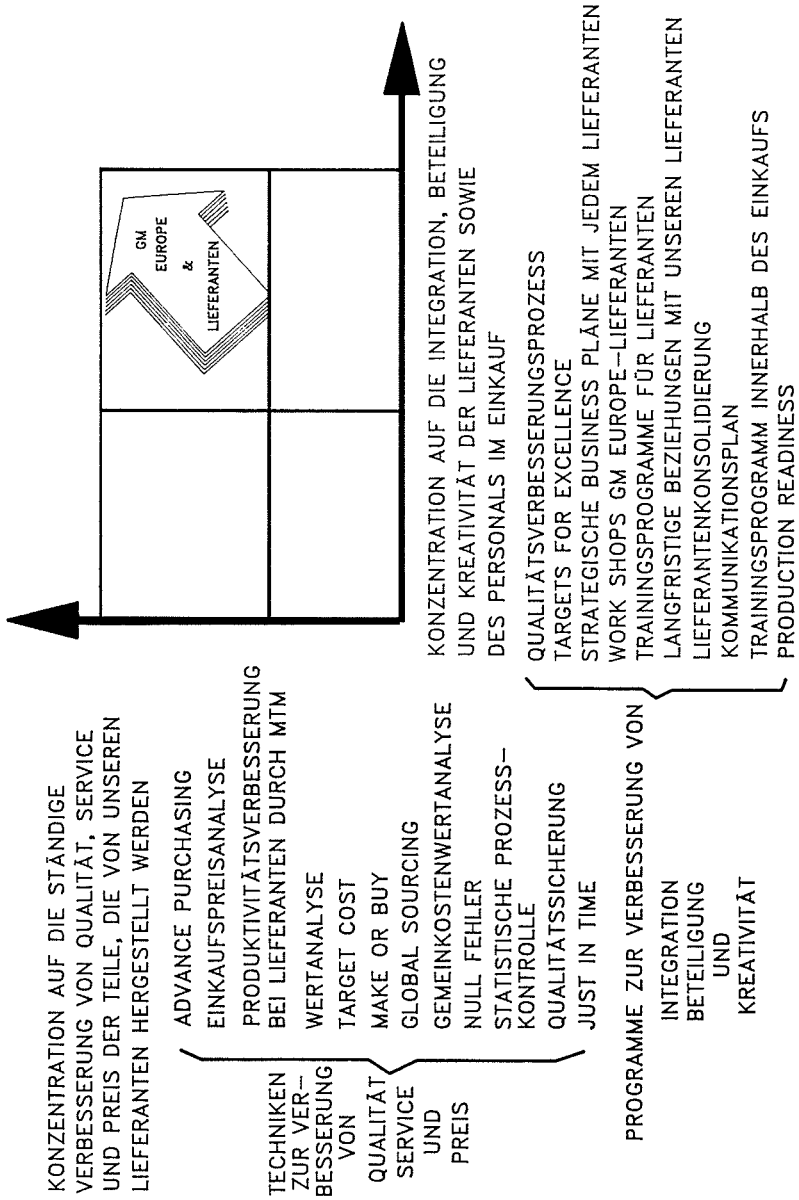 KONZENTRATION AUF DIE STÄNDIGE
VERBESSERUNG VON QUALITÄT, SERVICE
UND PREIS DER TEILE, DIE VON UNSEREN
LIEFERANTEN HERGESTELLT WERDEN
TECHNIKEN
ZUR VER–
BESSERUNG
VON
QUALITÄT
SERVICE
UND
PREIS
ADVANCE PURCHASING
EINKAUFSPREISANALYSE
PRODUKTIVITÄTSVERBESSERUNG
BEI LIEFERANTEN DURCH MTM
WERTANALYSE
TARGET COST
MAKE OR BUY
GLOBAL SOURCING
GEMEINKOSTENWERTANALYSE
NULL FEHLER
STATISTISCHE PROZESS–
KONTROLLE
QUALITÄTSSICHERUNG
JUST IN TIME
GM
EUROPE
&
LIEFERANTEN
KONZENTRATION AUF DIE INTEGRATION, BETEILIGUNG
UND KREATIVITÄT DER LIEFERANTEN SOWIE
DES PERSONALS IM EINKAUF
PROGRAMME ZUR VERBESSERUNG VON
INTEGRATION
BETEILIGUNG
UND
KREATIVITÄT
QUALITÄTSVERBESSERUNGSPROZESS
TARGETS FOR EXCELLENCE
STRATEGISCHE BUSINESS PLÄNE MIT JEDEM LIEFERANTEN
WORK SHOPS GM EUROPE–LIEFERANTEN
TRAININGSPROGRAMME FÜR LIEFERANTEN
LANGFRISTIGE BEZIEHUNGEN MIT UNSEREN LIEFERANTEN
LIEFERANTENKONSOLIDIERUNG
KOMMUNIKATIONSPLAN
TRAININGSPROGRAMM INNERHALB DES EINKAUFS
PRODUCTION READINESS